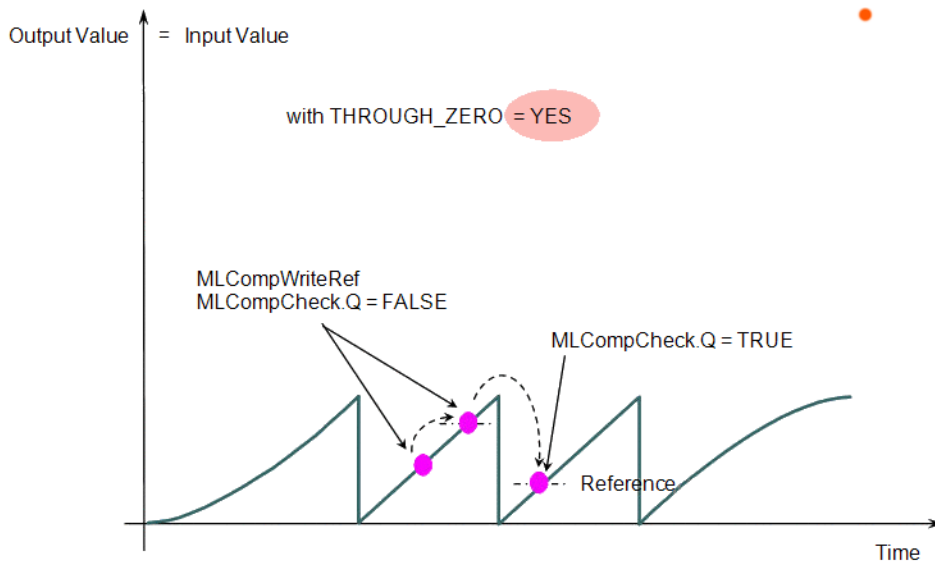 Output Value = Input Value
with THROUGH_ZERO = YES
MLCompWriteRef
MLCompCheck.Q = FALSE
MLCompCheck.Q = TRUE
Reference
Time